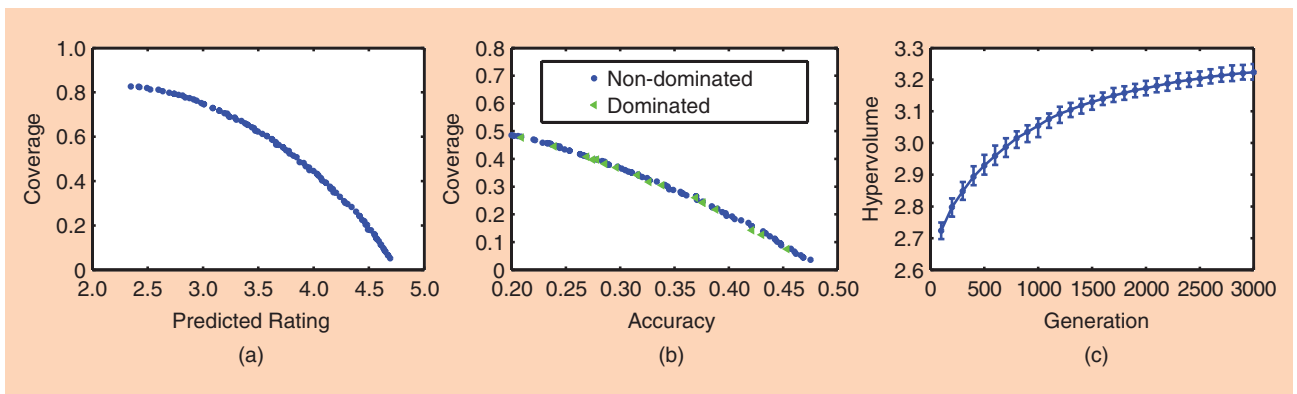 1.0
0.8
0.6
0.4
0.2
0
2.0 2.5 3.0 3.5 4.0 4.5 5.0
Coverage
Predicted Rating
(a)
0.8
0.7
0.6
0.5
0.4
0.3
0.2
0.1
0
0.20 0.25 0.30 0.35 0.40 0.45 0.50
Coverage
Non-dominated
Dominated
Accuracy
(b)
3.3
3.2
3.1
3.0
2.9
2.8
2.7
2.6
0 500 1000 1500 2000 2500 3000
Hypervolume
Generation
(c)